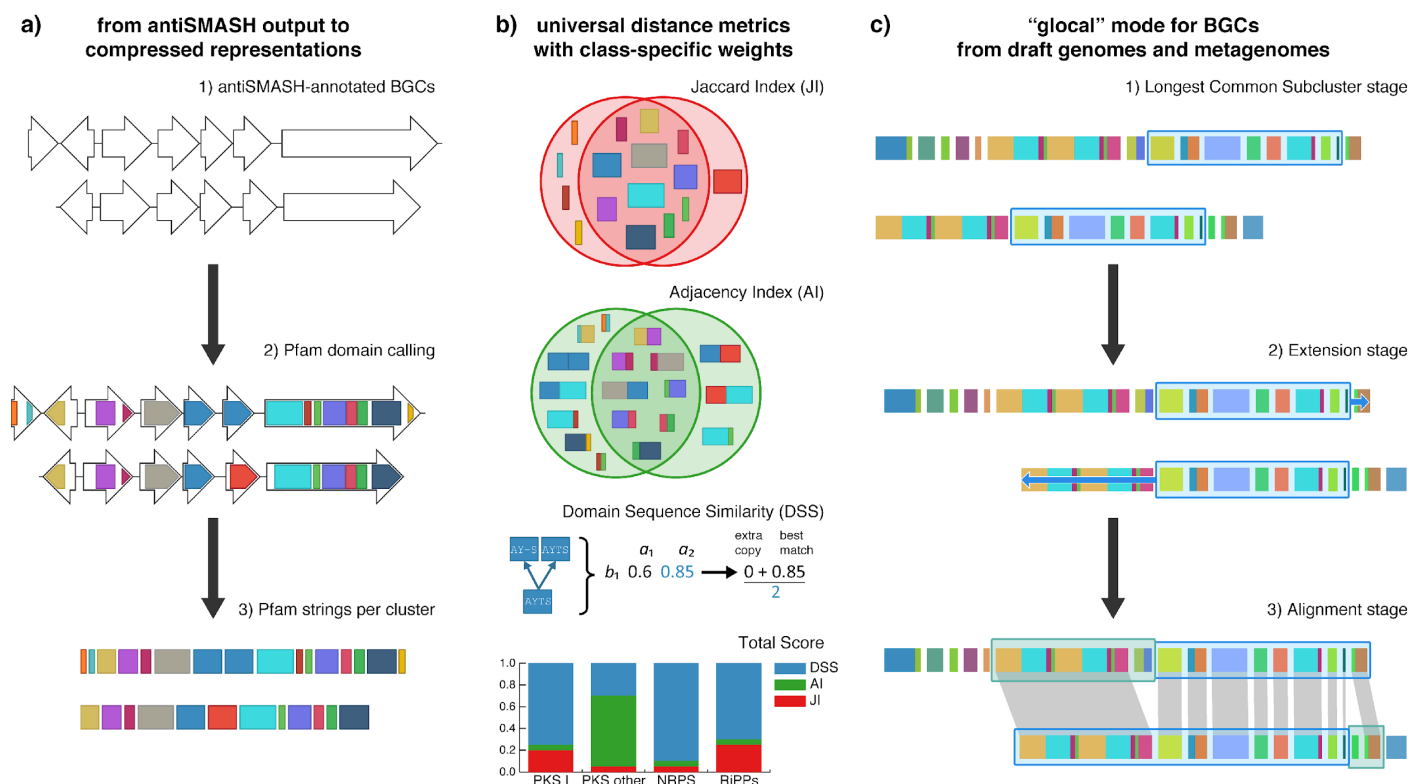 a) from antiSMASH output to
compressed representations
1) antiSMASH-annotated BGCs
2) Pfam domain calling
3) Pfam strings per cluster
b) universal distance metrics
with class-specific weights
Jaccard Index (JI)
Adjacency Index (AI)
Domain Sequence Similarity (DSS)
AY-S AYTS
AYTS
a1 a2
b1 0.6 0.85
extra best
copy match
0 + 0.85
2
Total Score
1.0
0.8
0.6
0.4
0.2
0.0
DSS
AI
JI
PKS I PKS other NRPS RiPPs
c) “glocal” mode for BGCs
from draft genomes and metagenomes
1) Longest Common Subcluster stage
2) Extension stage
3) Alignment stage